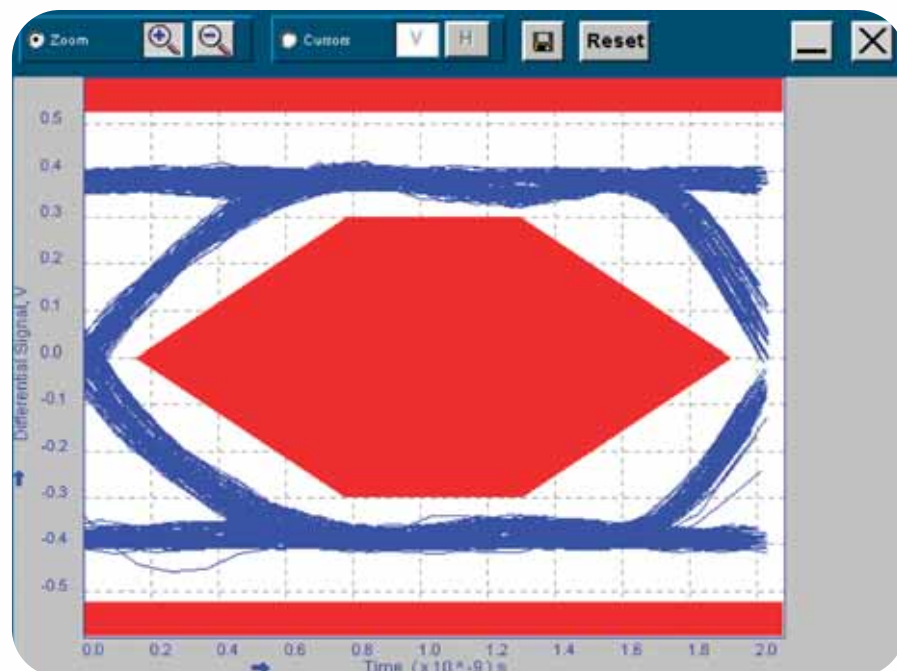 Zoom Cursors V H Reset
0.5
0.4
0.3
0.2
0.1
0.0
-0.1
-0.2
-0.3
-0.4
-0.5
Differential Signal, V
0.0 0.2 0.4 0.6 0.8 1.0 1.2 1.4 1.6 1.8 2.0
Time (x10^-9) s